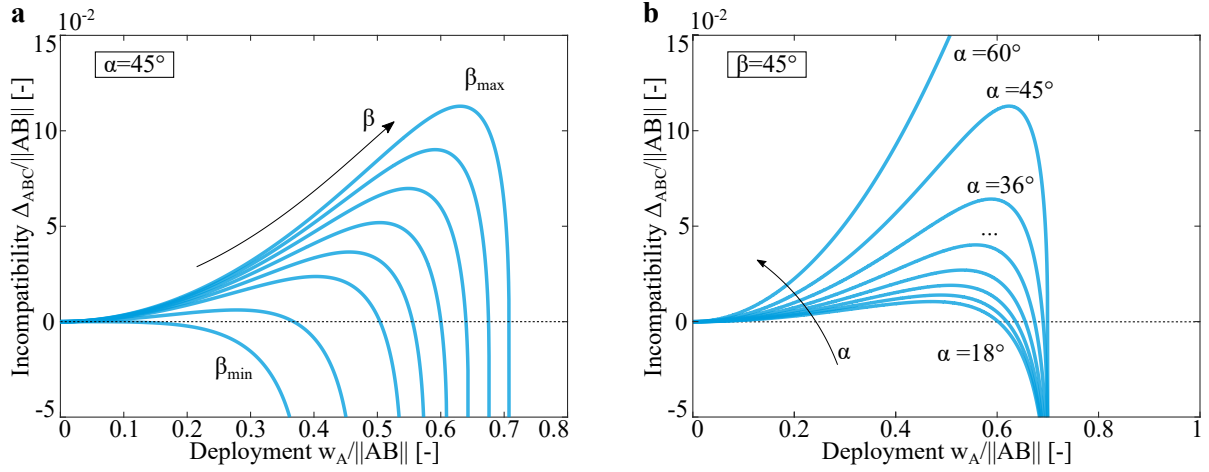 a
10⁻²
15
10
5
0
-5
α=45°
β
βmax
βmin
Incompatibility ΔABC/||AB|| [-]
0 0.1 0.2 0.3 0.4 0.5 0.6 0.7 0.8
Deployment wA/||AB|| [-]
b
10⁻²
15
10
5
0
-5
β=45°
α =60°
α =45°
α =36°
...
α
α =18°
Incompatibility ΔABC/||AB|| [-]
0 0.2 0.4 0.6 0.8 1
Deployment wA/||AB|| [-]